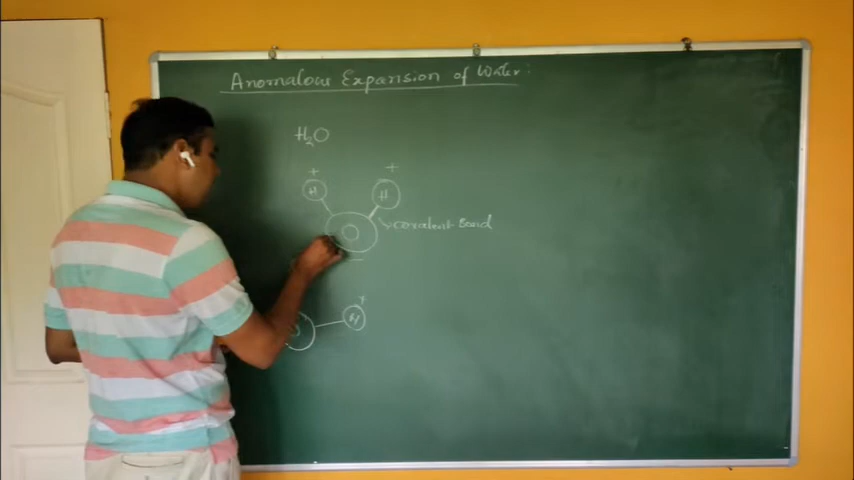 Anomalous Expansion of Water:
H₂O
+ +
H H
O
covalent Bond
—
+
H